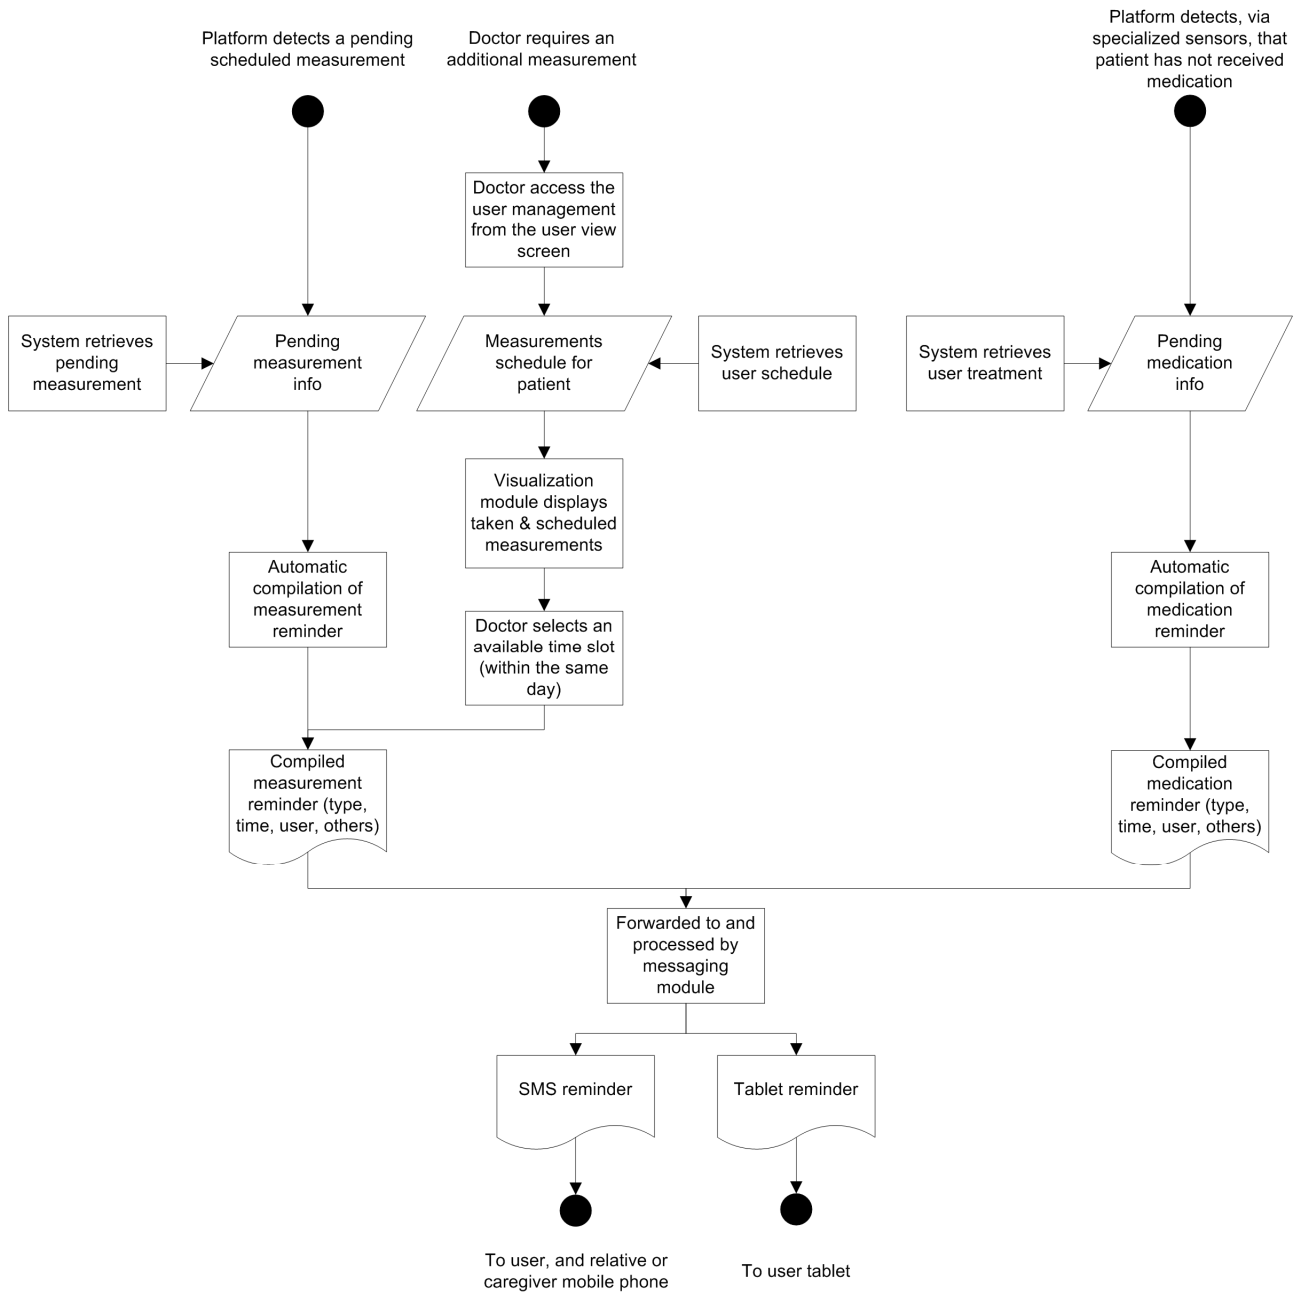 Platform detects a pending
scheduled measurement
Doctor requires an
additional measurement
Platform detects, via
specialized sensors, that
patient has not received
medication
Doctor access the
user management
from the user view
screen
System retrieves
pending
measurement
Pending
measurement
info
Measurements
schedule for
patient
System retrieves
user schedule
System retrieves
user treatment
Pending
medication
info
Visualization
module displays
taken & scheduled
measurements
Automatic
compilation of
measurement
reminder
Doctor selects an
available time slot
(within the same
day)
Automatic
compilation of
medication
reminder
Compiled
measurement
reminder (type,
time, user, others)
Compiled
medication
reminder (type,
time, user, others)
Forwarded to and
processed by
messaging
module
SMS reminder
Tablet reminder
To user, and relative or
caregiver mobile phone
To user tablet